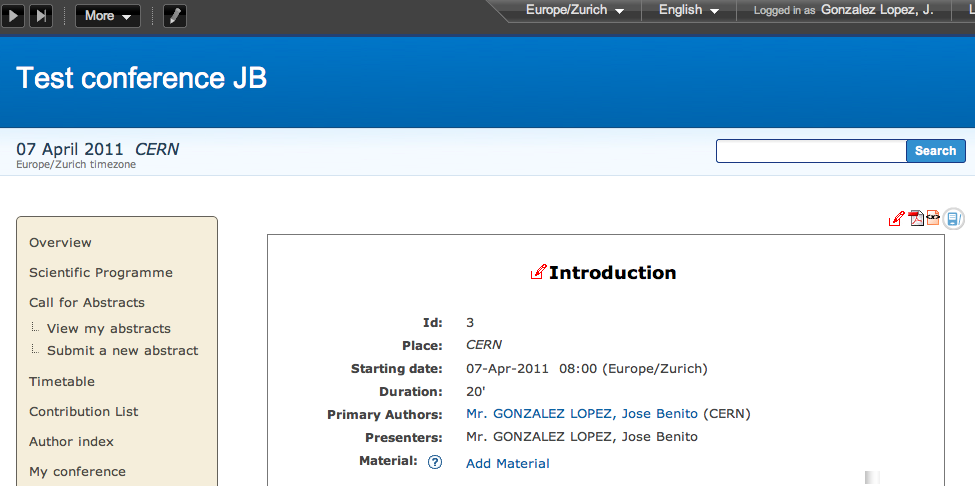 More
Europe/Zurich
English
Logged in as Gonzalez Lopez, J.
Test conference JB
07 April 2011 CERN
Europe/Zurich timezone
Search
Overview
Scientific Programme
Call for Abstracts
View my abstracts
Submit a new abstract
Timetable
Contribution List
Author index
My conference
Introduction
Id: 3
Place: CERN
Starting date: 07-Apr-2011 08:00 (Europe/Zurich)
Duration: 20'
Primary Authors: Mr. GONZALEZ LOPEZ, Jose Benito (CERN)
Presenters: Mr. GONZALEZ LOPEZ, Jose Benito
Material: ? Add Material